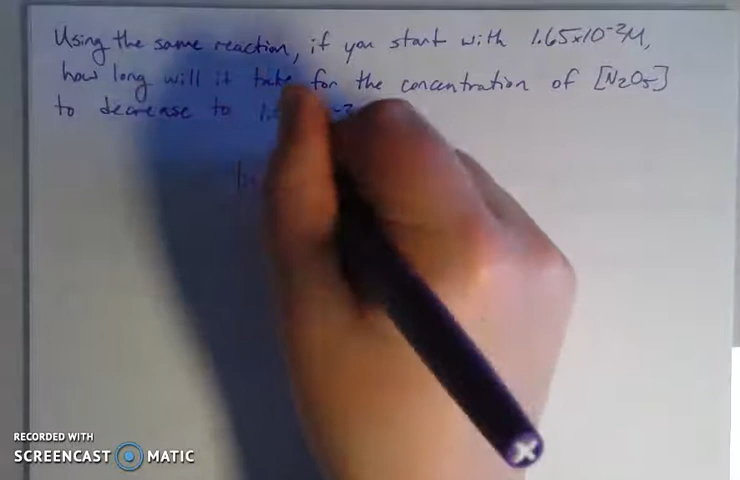 Using the same reaction, if you start with 1.65x10⁻²M,
how long will it take for the concentration of [N₂O₅]
to decrease to
RECORDED WITH
SCREENCAST MATIC